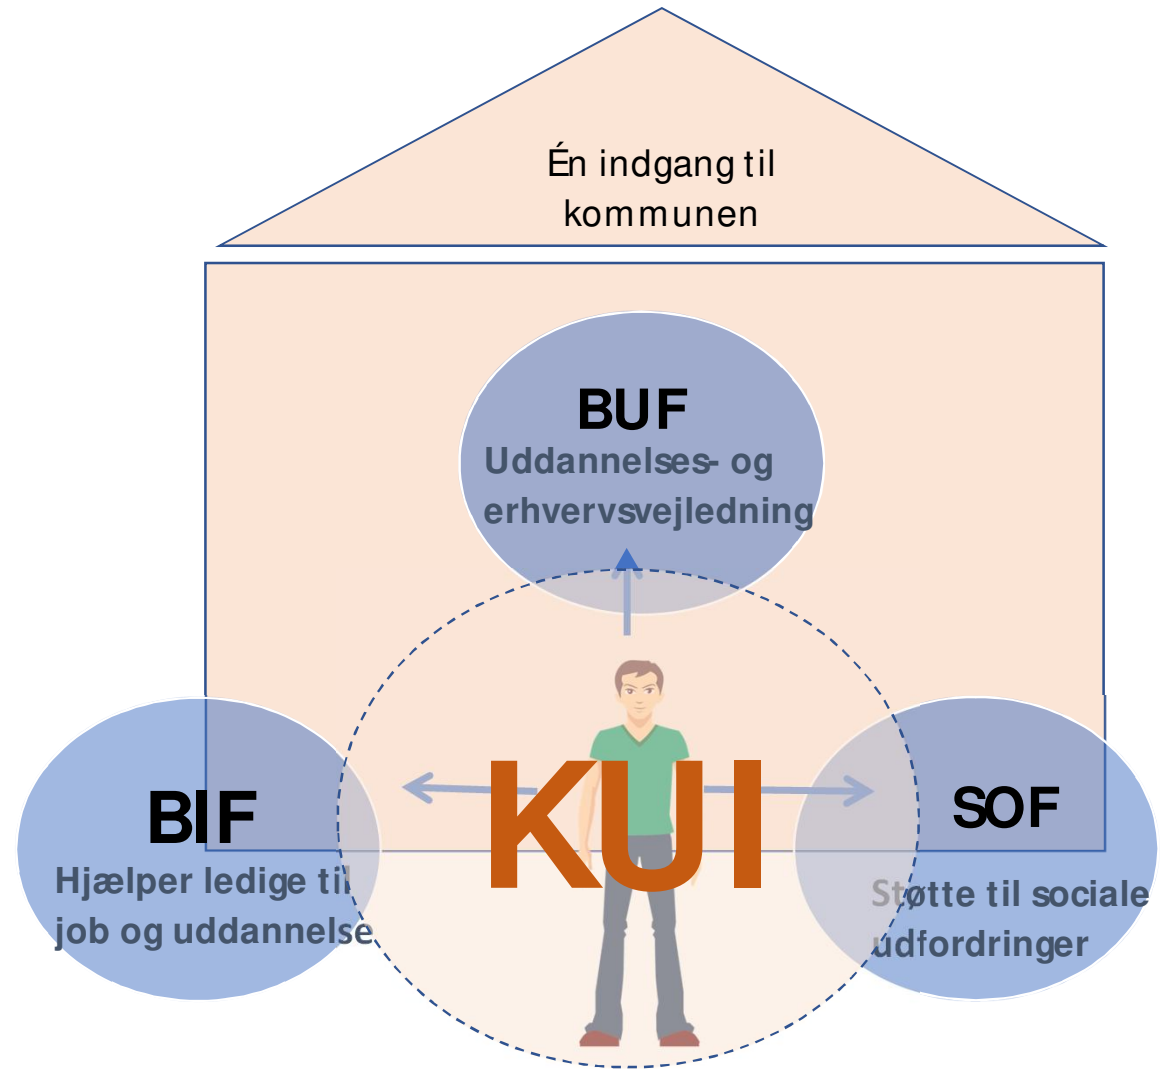 Én indgang til
kommunen
BUF
Uddannelses- og
erhvervsvejledning
KUI
BIF
Hjælper ledige til
job og uddannelse
SOF
Støtte til sociale
udfordringer